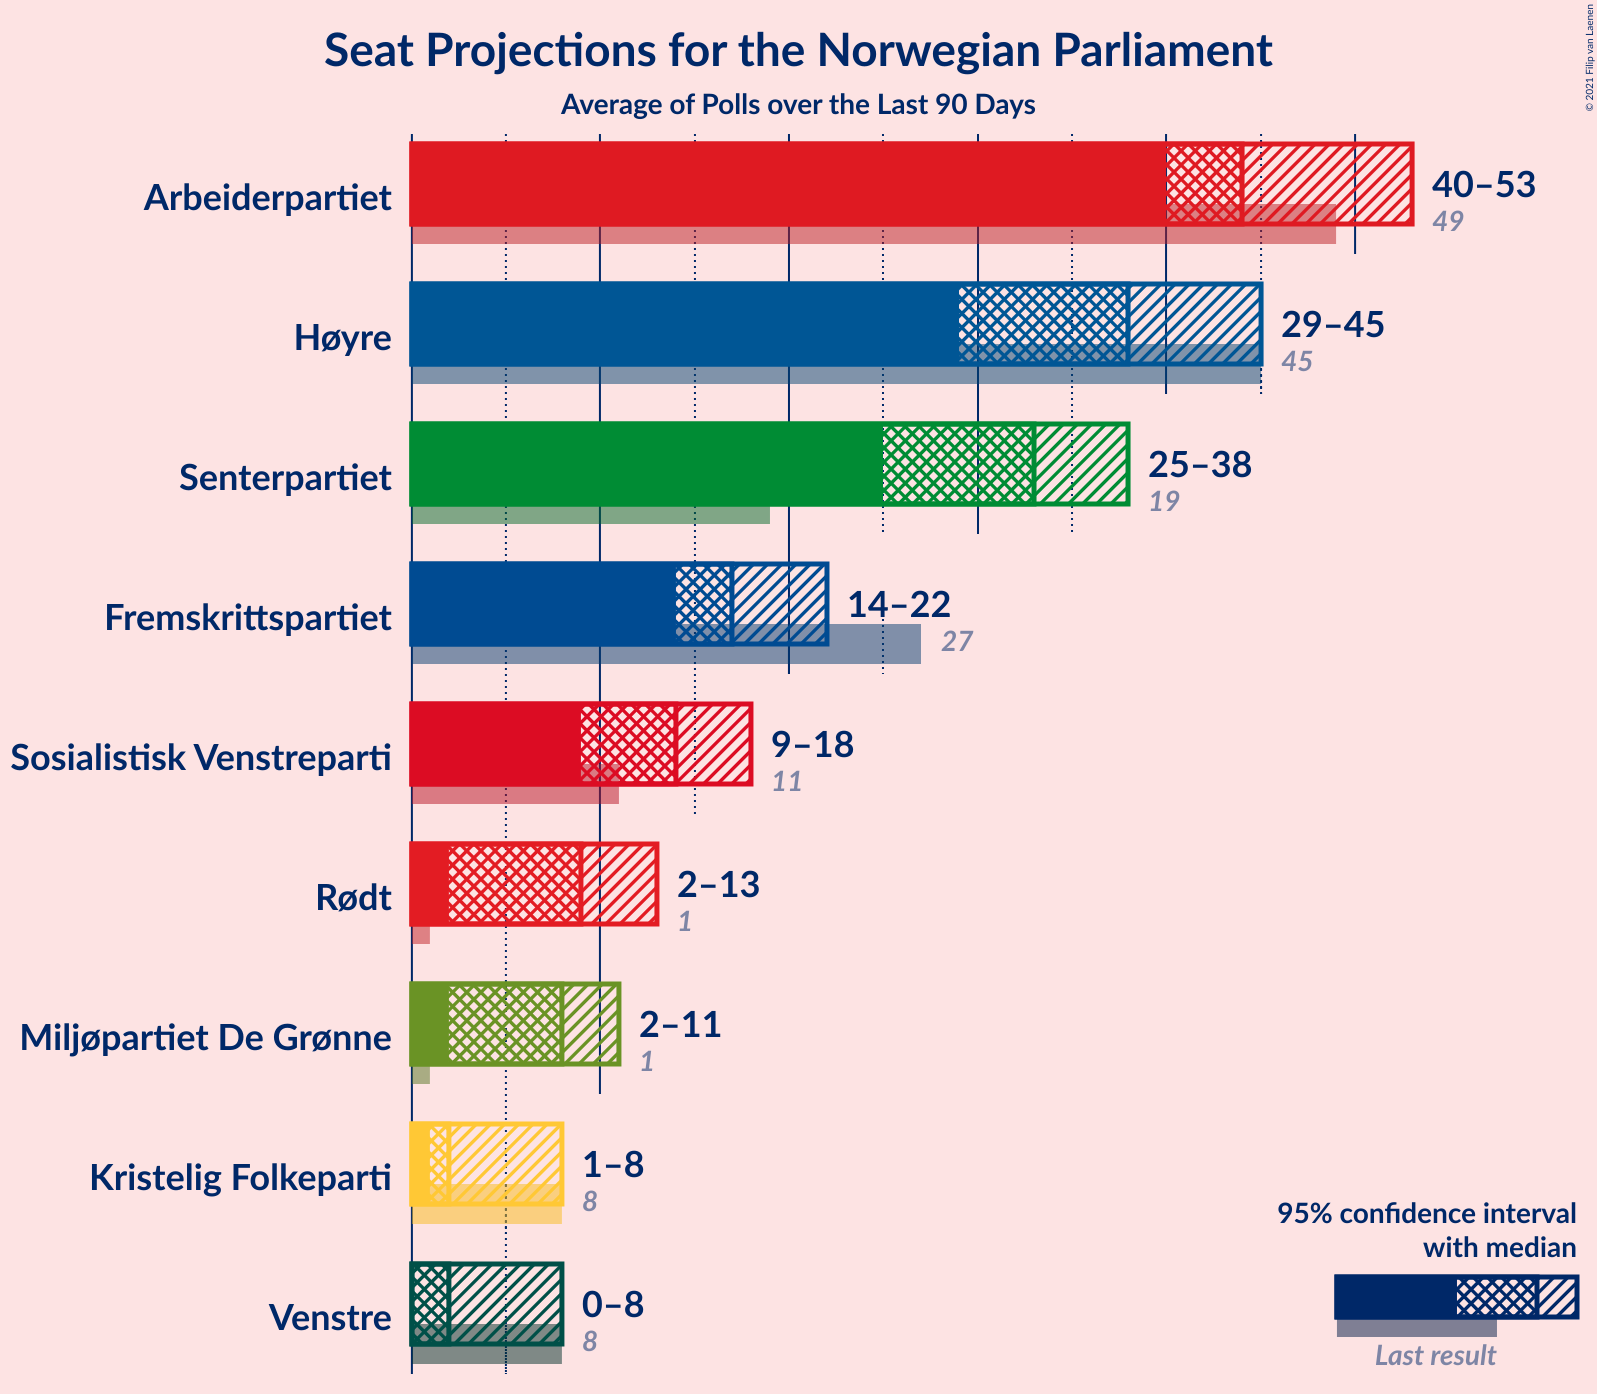 Seat Projections for the Norwegian Parliament
Average of Polls over the Last 90 Days
© 2021 Filip van Laenen
Arbeiderpartiet
40–53
49
Høyre
29–45
45
Senterpartiet
25–38
19
Fremskrittspartiet
14–22
27
Sosialistisk Venstreparti
9–18
11
Rødt
2–13
1
Miljøpartiet De Grønne
2–11
1
Kristelig Folkeparti
1–8
8
Venstre
0–8
8
95% confidence interval
with median
Last result